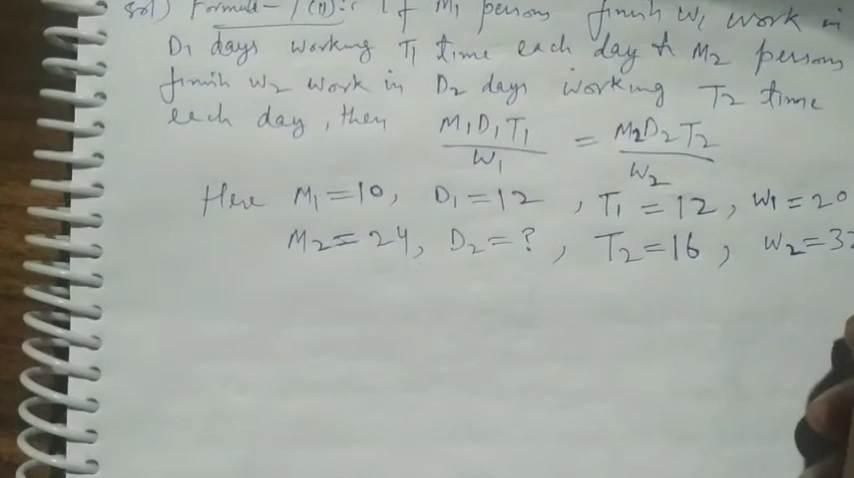 sol) Formula - 1(ii): If M1 persons finish W1 work in
D1 days working T1 time each day & M2 persons
finish W2 work in D2 days working T2 time
each day, then M1D1T1/W1 = M2D2T2/W2
Here M1=10, D1=12, T1=12, W1=20
M2=24, D2=?, T2=16, W2=32